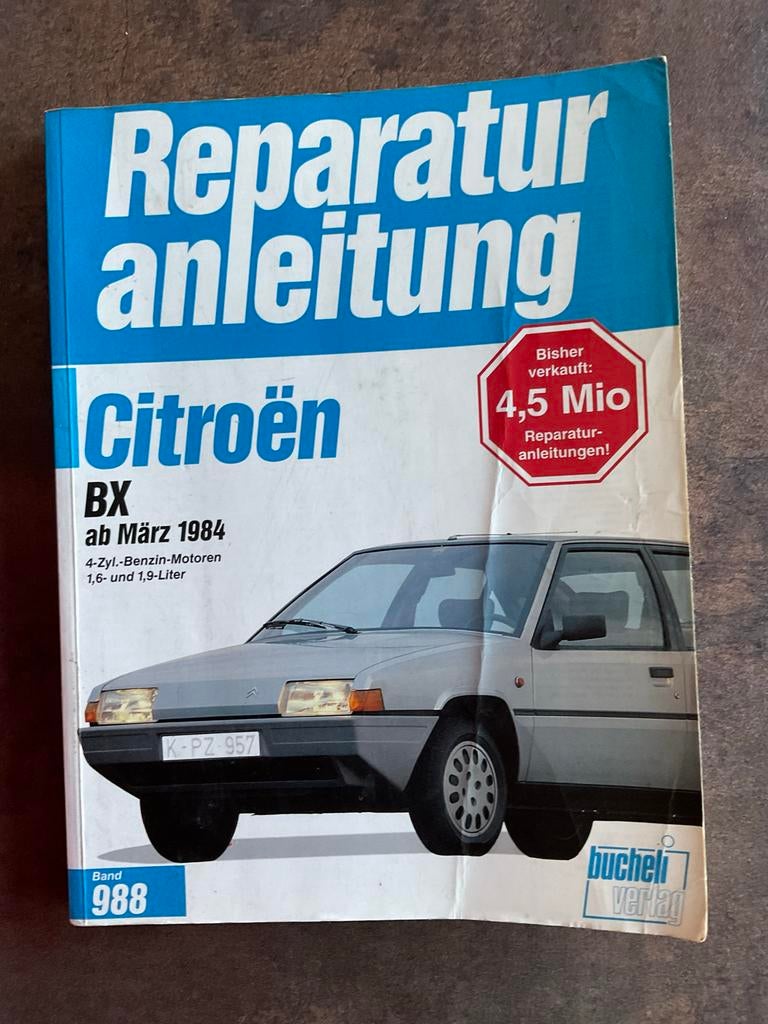 Reparatur
anleitung
Bisher
verkauft:
4,5 Mio
Reparatur-
anleitungen!
Citroën
BX
ab März 1984
4-Zyl.-Benzin-Motoren
1,6- und 1,9-Liter
K-PZ 957
Band
988
bucheli
verlag